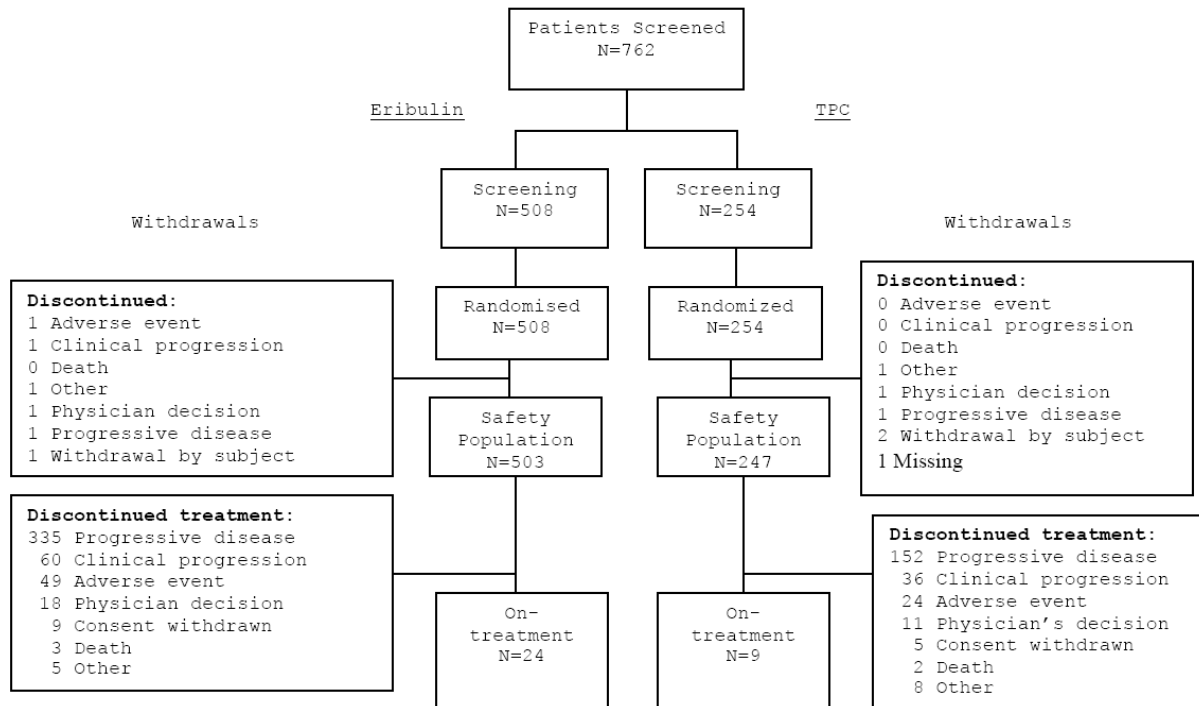 Patients Screened
N=762
Eribulin
TPC
Screening
N=508
Screening
N=254
Withdrawals
Withdrawals
Discontinued:
1 Adverse event
1 Clinical progression
0 Death
1 Other
1 Physician decision
1 Progressive disease
1 Withdrawal by subject
Randomised
N=508
Randomized
N=254
Discontinued:
0 Adverse event
0 Clinical progression
0 Death
1 Other
1 Physician decision
1 Progressive disease
2 Withdrawal by subject
1 Missing
Safety
Population
N=503
Safety
Population
N=247
Discontinued treatment:
335 Progressive disease
60 Clinical progression
49 Adverse event
18 Physician decision
9 Consent withdrawn
3 Death
5 Other
On-
treatment
N=24
On-
treatment
N=9
Discontinued treatment:
152 Progressive disease
36 Clinical progression
24 Adverse event
11 Physician's decision
5 Consent withdrawn
2 Death
8 Other